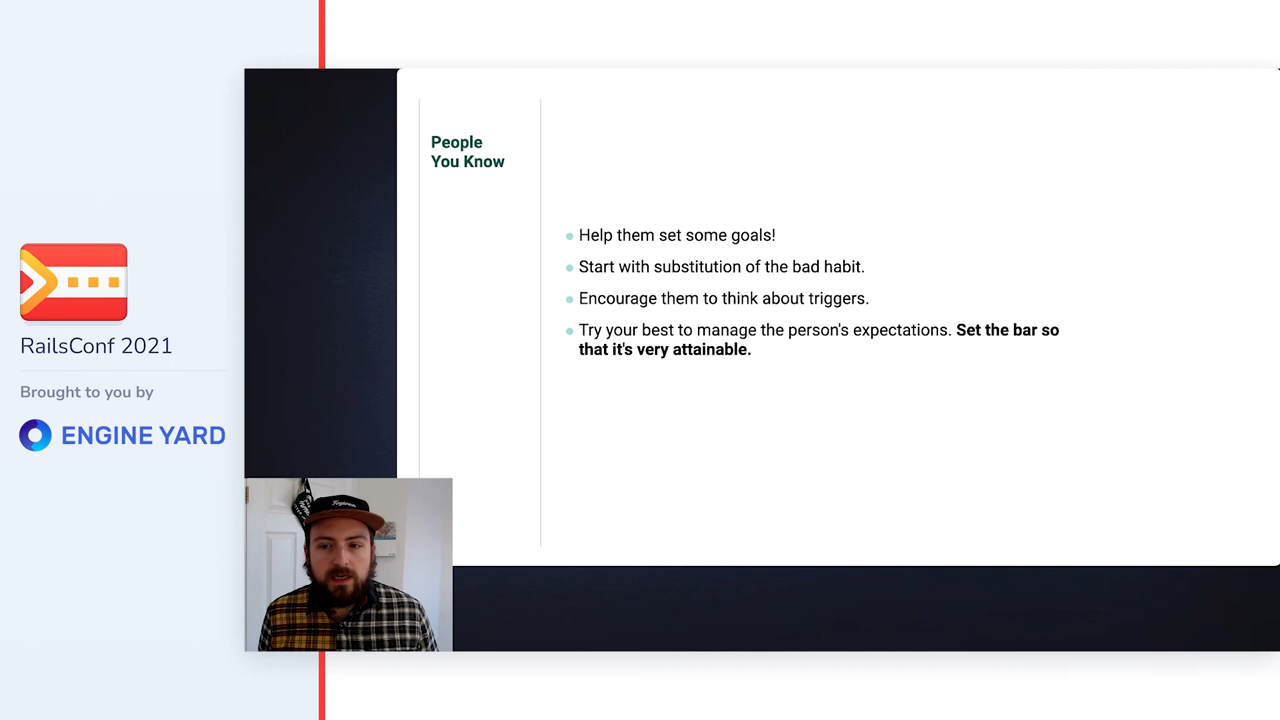 RailsConf 2021
Brought to you by
ENGINE YARD
People
You Know
Help them set some goals!
Start with substitution of the bad habit.
Encourage them to think about triggers.
Try your best to manage the person's expectations. Set the bar so
that it's very attainable.